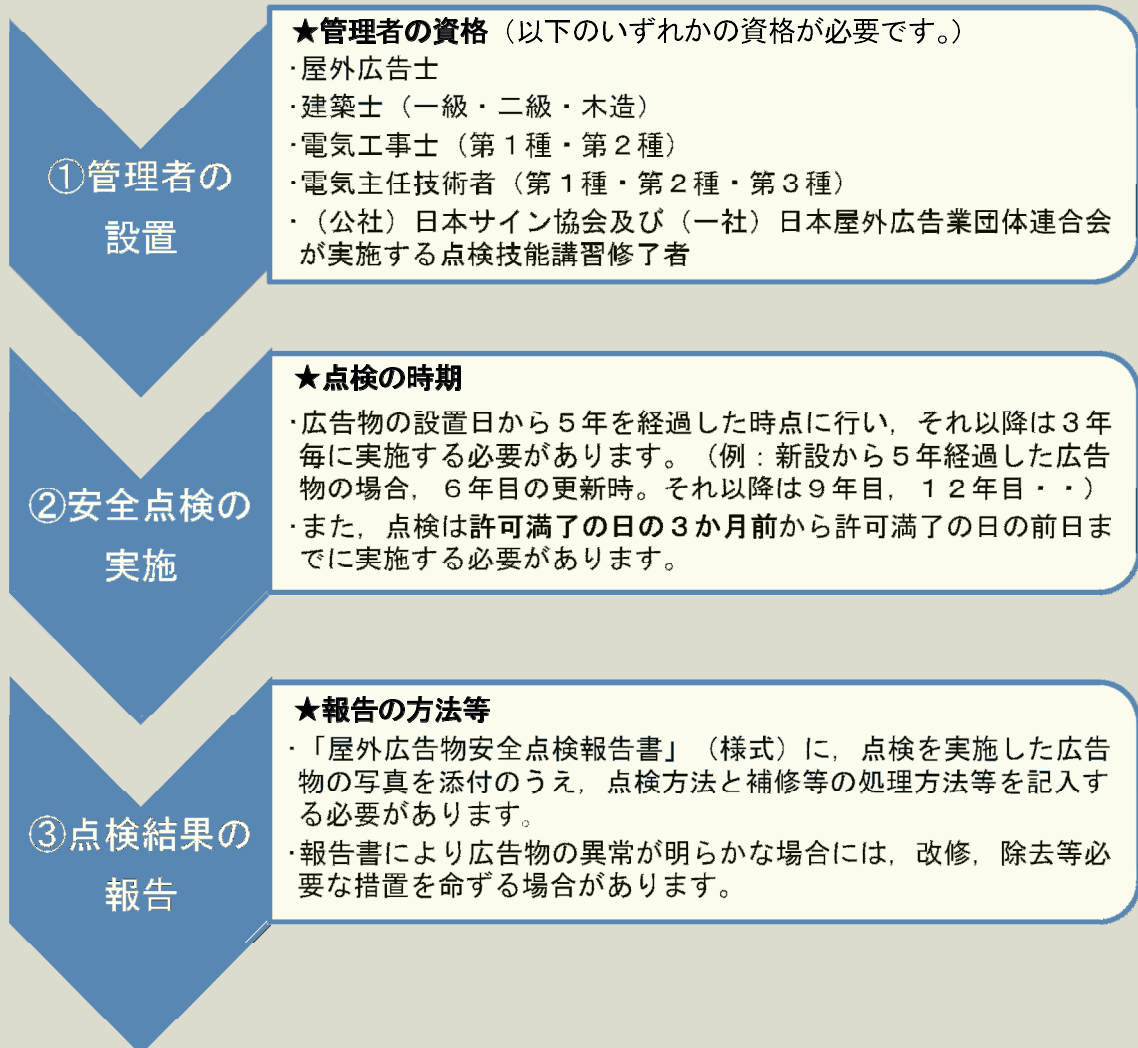 ①管理者の
設置
★管理者の資格（以下のいずれかの資格が必要です。）
・屋外広告士
・建築士（一級・二級・木造）
・電気工事士（第１種・第２種）
・電気主任技術者（第１種・第２種・第３種）
・（公社）日本サイン協会及び（一社）日本屋外広告業団体連合会
が実施する点検技能講習修了者
②安全点検の
実施
★点検の時期
・広告物の設置日から５年を経過した時点に行い，それ以降は３年
毎に実施する必要があります。（例：新設から５年経過した広告
物の場合，６年目の更新時。それ以降は９年目，１２年目・・）
・また，点検は許可満了の日の３か月前から許可満了の日の前日ま
でに実施する必要があります。
③点検結果の
報告
★報告の方法等
・「屋外広告物安全点検報告書」（様式）に，点検を実施した広告
物の写真を添付のうえ，点検方法と補修等の処理方法等を記入す
る必要があります。
・報告書により広告物の異常が明らかな場合には，改修，除去等必
要な措置を命ずる場合があります。